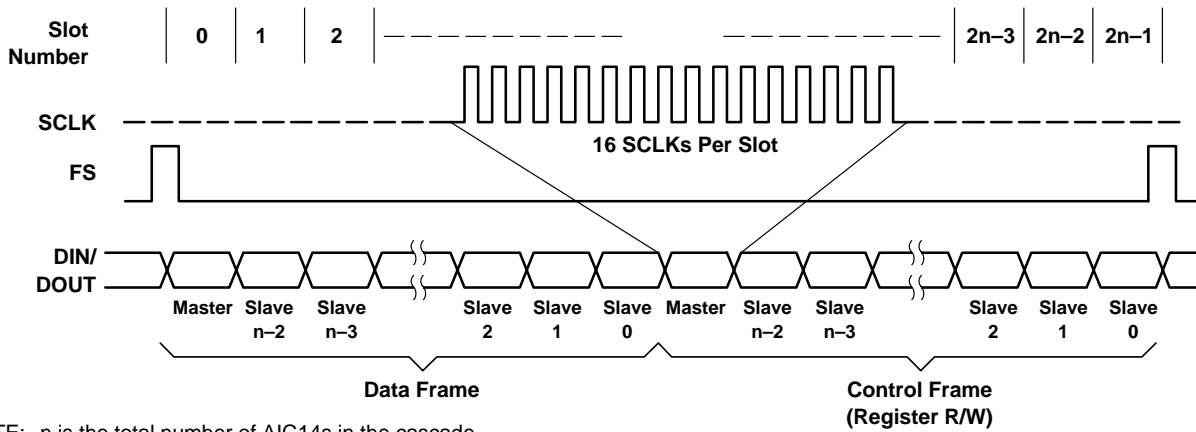 Slot Number
0 1 2 2n–3 2n–2 2n–1
SCLK
16 SCLKs Per Slot
FS
DIN/
DOUT
Master Slave n–2 Slave n–3 Slave 2 Slave 1 Slave 0 Master Slave n–2 Slave n–3 Slave 2 Slave 1 Slave 0
Data Frame
Control Frame
(Register R/W)
TE: n is the total number of AIC14s in the cascade